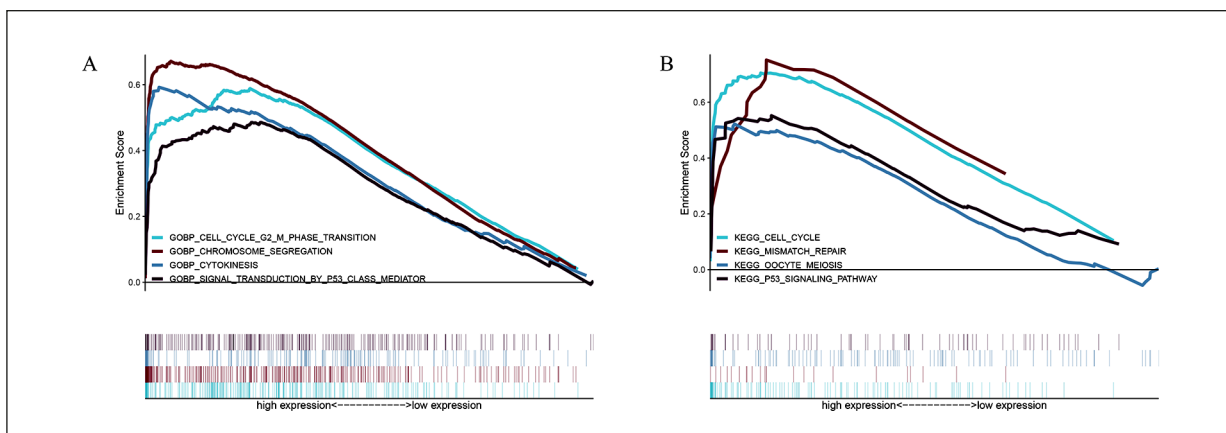 A
Enrichment Score
0.6
0.4
0.2
0.0
GOBP_CELL_CYCLE_G2_M_PHASE_TRANSITION
GOBP_CHROMOSOME_SEGREGATION
GOBP_CYTOKINESIS
GOBP_SIGNAL_TRANSDUCTION_BY_P53_CLASS_MEDIATOR
high expression<------------->low expression
B
Enrichment Score
0.6
0.4
0.2
0.0
KEGG_CELL_CYCLE
KEGG_MISMATCH_REPAIR
KEGG_OOCYTE_MEIOSIS
KEGG_P53_SIGNALING_PATHWAY
high expression<------------->low expression